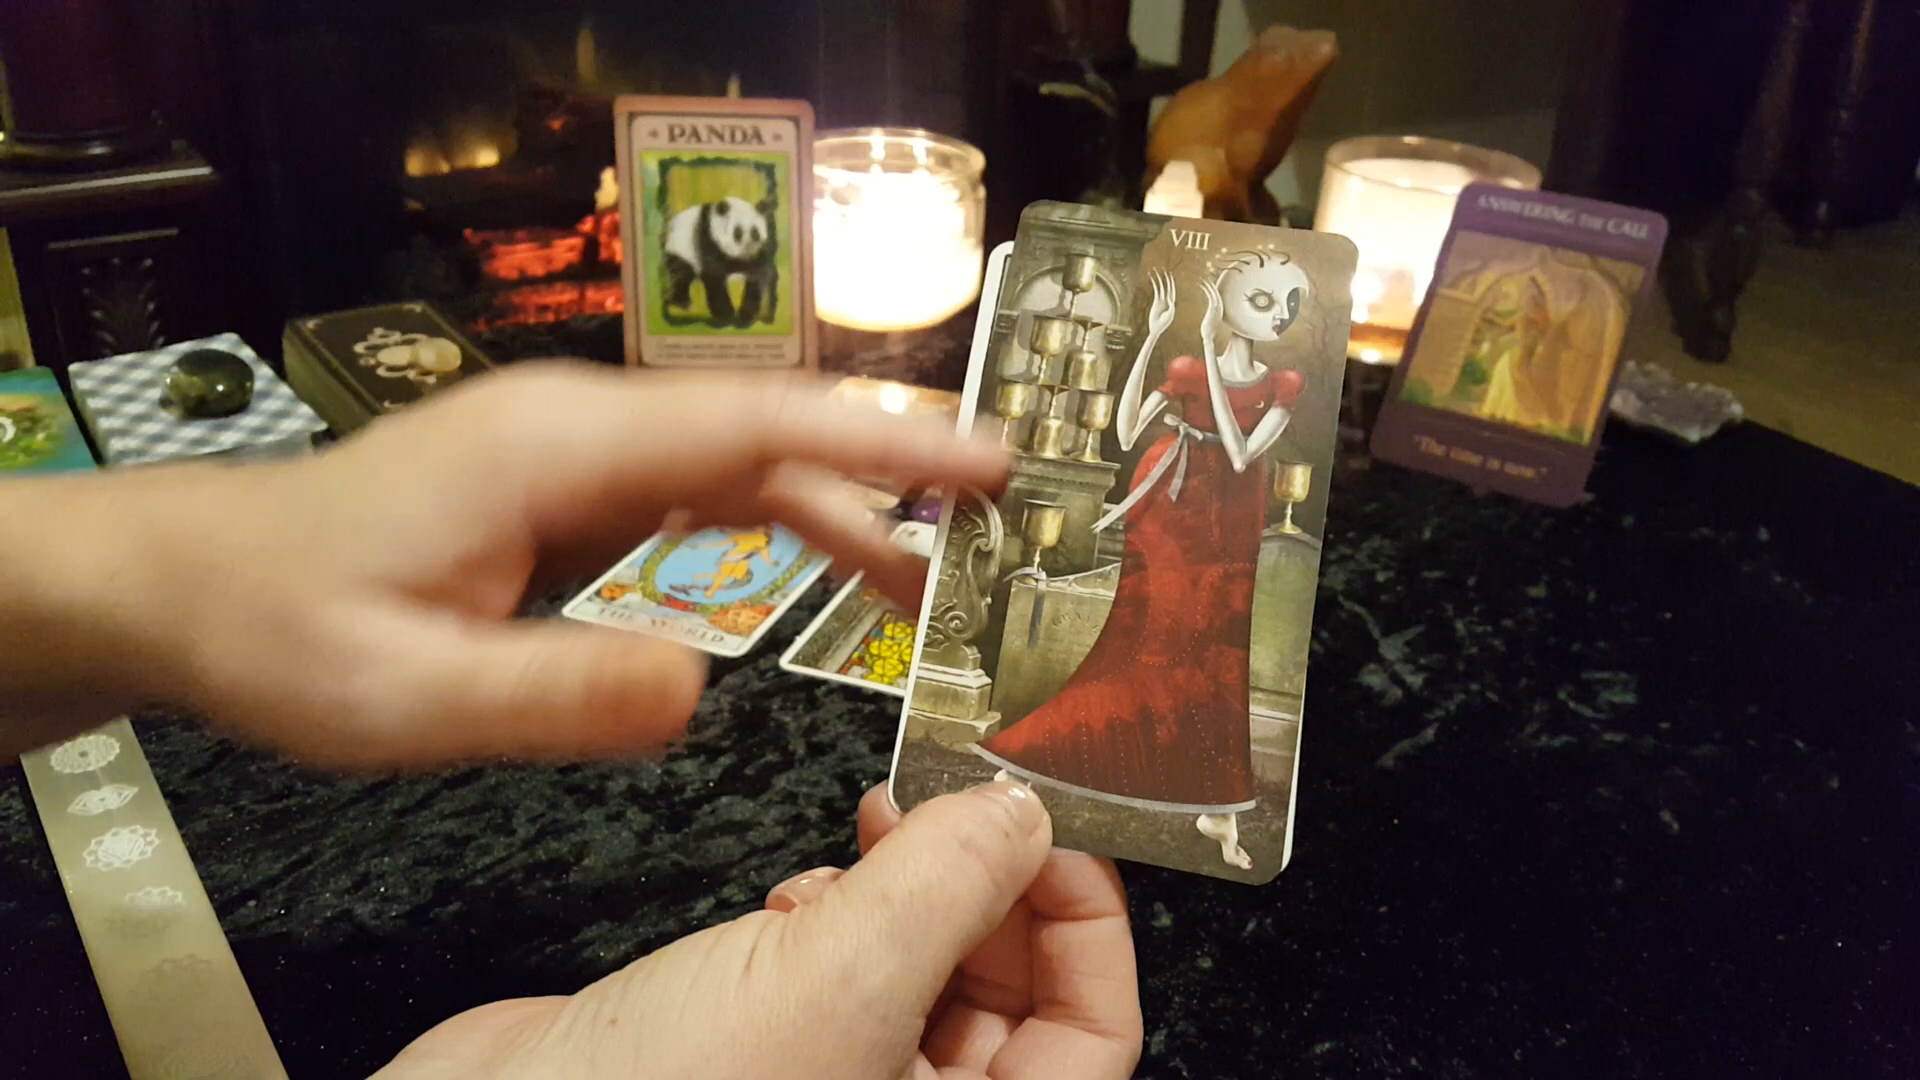 PANDA
VIII
ANSWERING THE CALL
"The time is now."
THE WORLD